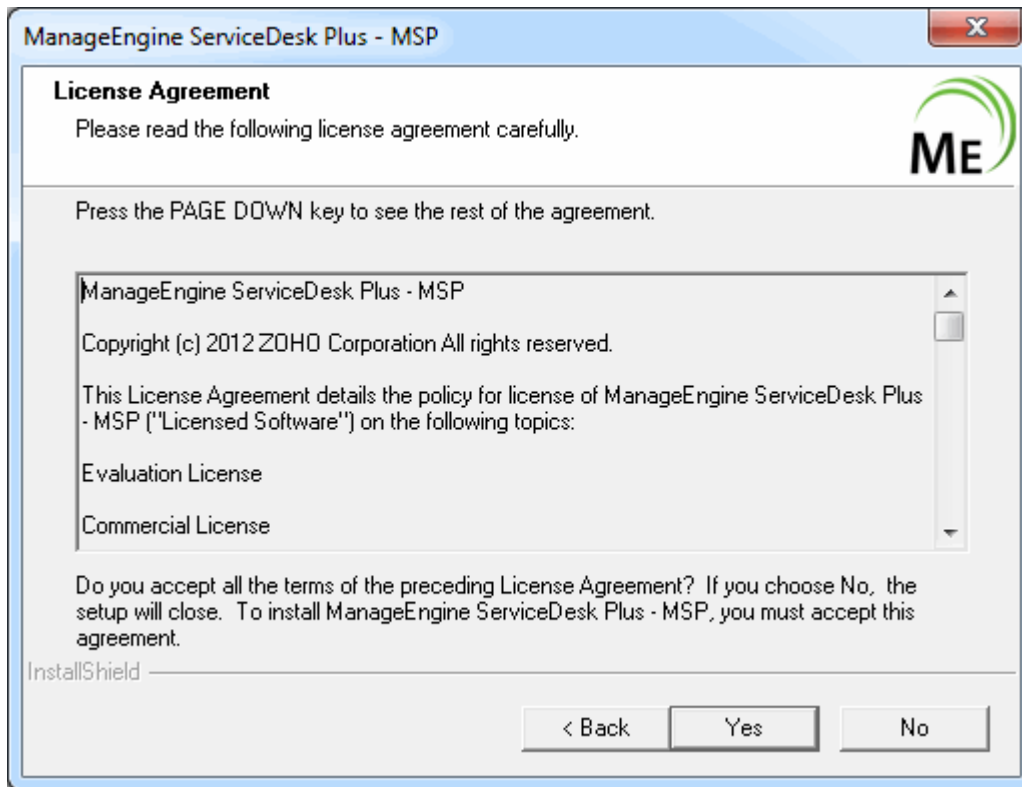 ManageEngine ServiceDesk Plus - MSP
License Agreement
Please read the following license agreement carefully.
ME
Press the PAGE DOWN key to see the rest of the agreement.
ManageEngine ServiceDesk Plus - MSP
Copyright (c) 2012 ZOHO Corporation All rights reserved.
This License Agreement details the policy for license of ManageEngine ServiceDesk Plus
- MSP ("Licensed Software") on the following topics:
Evaluation License
Commercial License
Do you accept all the terms of the preceding License Agreement?  If you choose No,  the
setup will close.  To install ManageEngine ServiceDesk Plus - MSP, you must accept this
agreement.
InstallShield
< Back Yes No